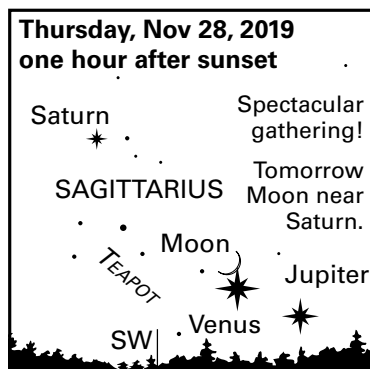 Thursday, Nov 28, 2019
one hour after sunset
Spectacular
gathering!
Saturn
Tomorrow
Moon near
Saturn.
SAGITTARIUS
TEAPOT
Moon
Jupiter
Venus
SW